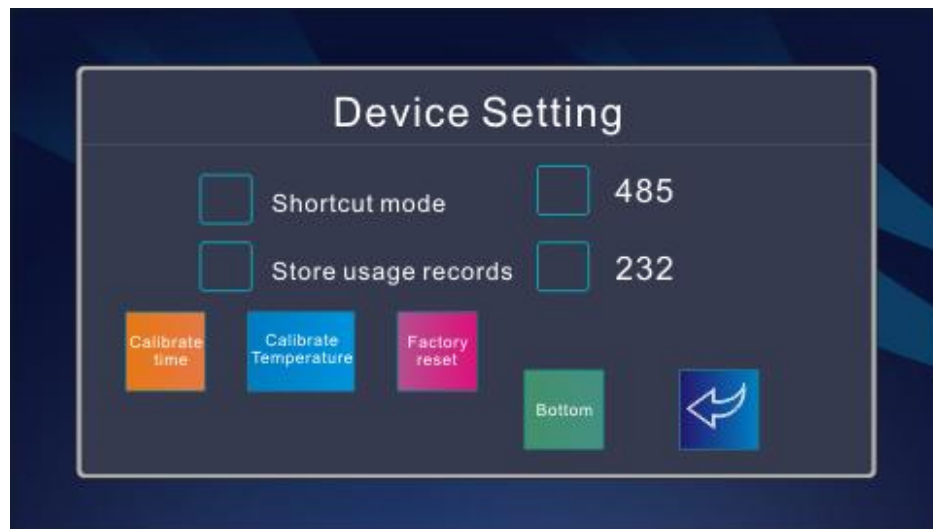 Device Setting
Shortcut mode
485
Store usage records
232
Calibrate
time
Calibrate
Temperature
Factory
reset
Bottom